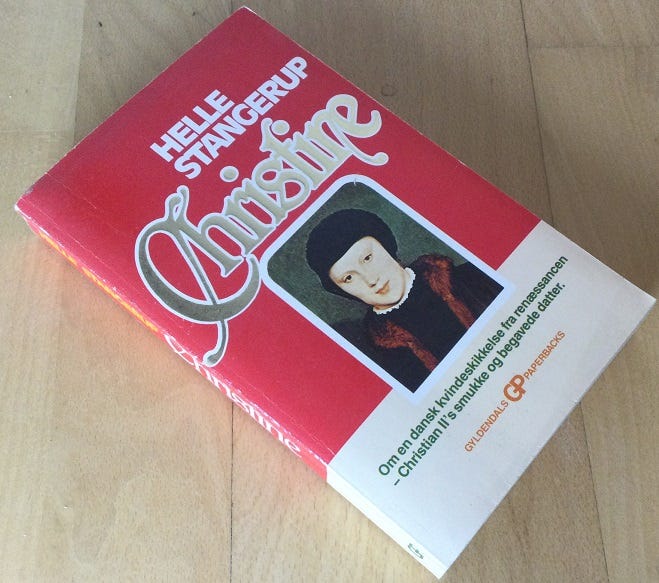 HELLE
STANGERUP
Christine
Om en dansk kvindeskikkelse fra renæssancen
– Christian II's smukke og begavede datter.
GYLDENDALS GP PAPERBACKS
Christine